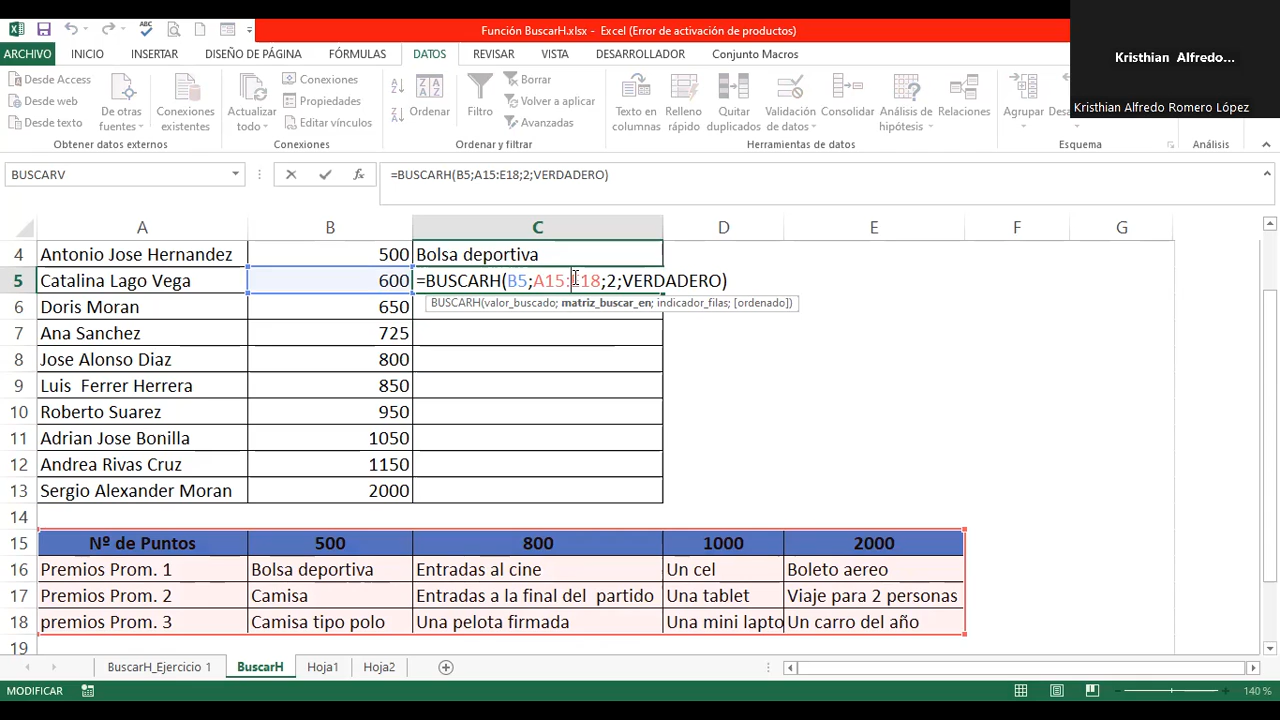 Función BuscarH.xlsx - Excel (Error de activación de productos)
Kristhian Alfredo...
Kristhian Alfredo Romero López
ARCHIVO INICIO INSERTAR DISEÑO DE PÁGINA FÓRMULAS DATOS REVISAR VISTA DESARROLLADOR Conjunto Macros
Desde Access
Desde web
Desde texto
De otras fuentes
Conexiones existentes
Obtener datos externos
Actualizar todo
Conexiones
Propiedades
Editar vínculos
Conexiones
Ordenar
Filtro
Borrar
Volver a aplicar
Avanzadas
Ordenar y filtrar
Texto en columnas
Relleno rápido
Quitar duplicados
Validación de datos
Consolidar
Análisis de hipótesis
Relaciones
Herramientas de datos
Agrupar
Desa-
Esquema
Análisis
BUSCARV fx =BUSCARH(B5;A15:E18;2;VERDADERO)
A B C D E F G
4 Antonio Jose Hernandez 500 Bolsa deportiva
5 Catalina Lago Vega 600 =BUSCARH(B5;A15:E18;2;VERDADERO)
BUSCARH(valor_buscado; matriz_buscar_en; indicador_filas; [ordenado])
6 Doris Moran 650
7 Ana Sanchez 725
8 Jose Alonso Diaz 800
9 Luis Ferrer Herrera 850
10 Roberto Suarez 950
11 Adrian Jose Bonilla 1050
12 Andrea Rivas Cruz 1150
13 Sergio Alexander Moran 2000
14
15 Nº de Puntos 500 800 1000 2000
16 Premios Prom. 1 Bolsa deportiva Entradas al cine Un cel Boleto aereo
17 Premios Prom. 2 Camisa Entradas a la final del partido Una tablet Viaje para 2 personas
18 premios Prom. 3 Camisa tipo polo Una pelota firmada Una mini lapto Un carro del año
19
BuscarH_Ejercicio 1 BuscarH Hoja1 Hoja2
MODIFICAR 140 %